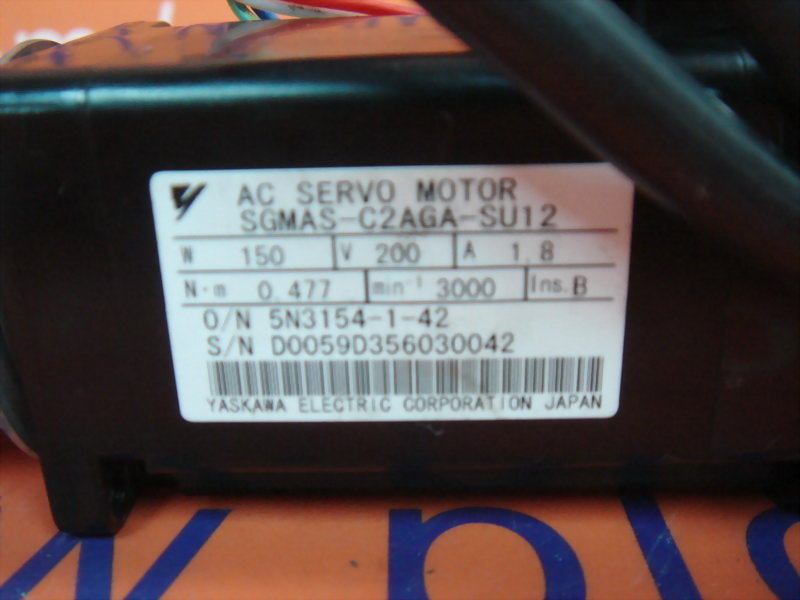 AC SERVO MOTOR
SGMAS-C2AGA-SU12
W 150 V 200 A 1.8
N·m 0.477 min-1 3000 Ins.B
O/N 5N3154-1-42
S/N D0059D356030042
YASKAWA ELECTRIC CORPORATION JAPAN